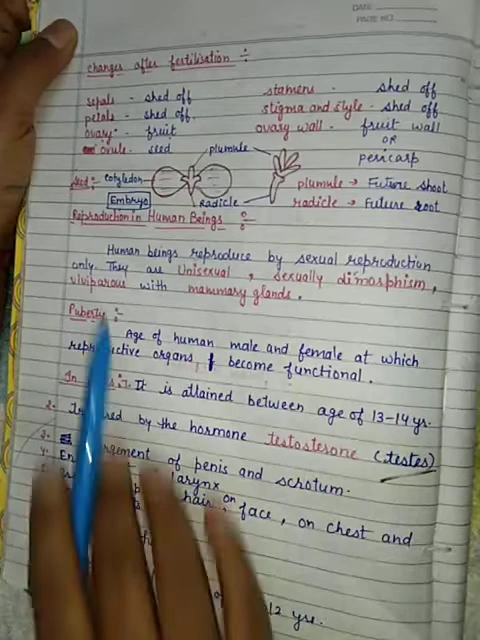 DATE
PAGE NO.
Changes after fertilisation :-
sepals - shed off
petals - shed off.
ovary - fruit
ovule - seed
stamens - shed off
stigma and style - shed off
ovary wall - fruit wall
or
pericarp
Seed :- cotyledon
plumule
Embryo
Radicle
plumule → Future shoot
radicle → Future root
Reproduction in Human Beings :-
Human beings reproduce by sexual reproduction
only. They are Unisexual, sexually dimorphism,
viviparous with mammary glands.
Puberty :-
Age of human male and female at which
reproductive organs, become functional.
In It is attained between age of 13-14 yr.
2. by the hormone testosterone (testes)
3. of penis and scrotum.
4. larynx
hair on face, on chest and
12 yrs.